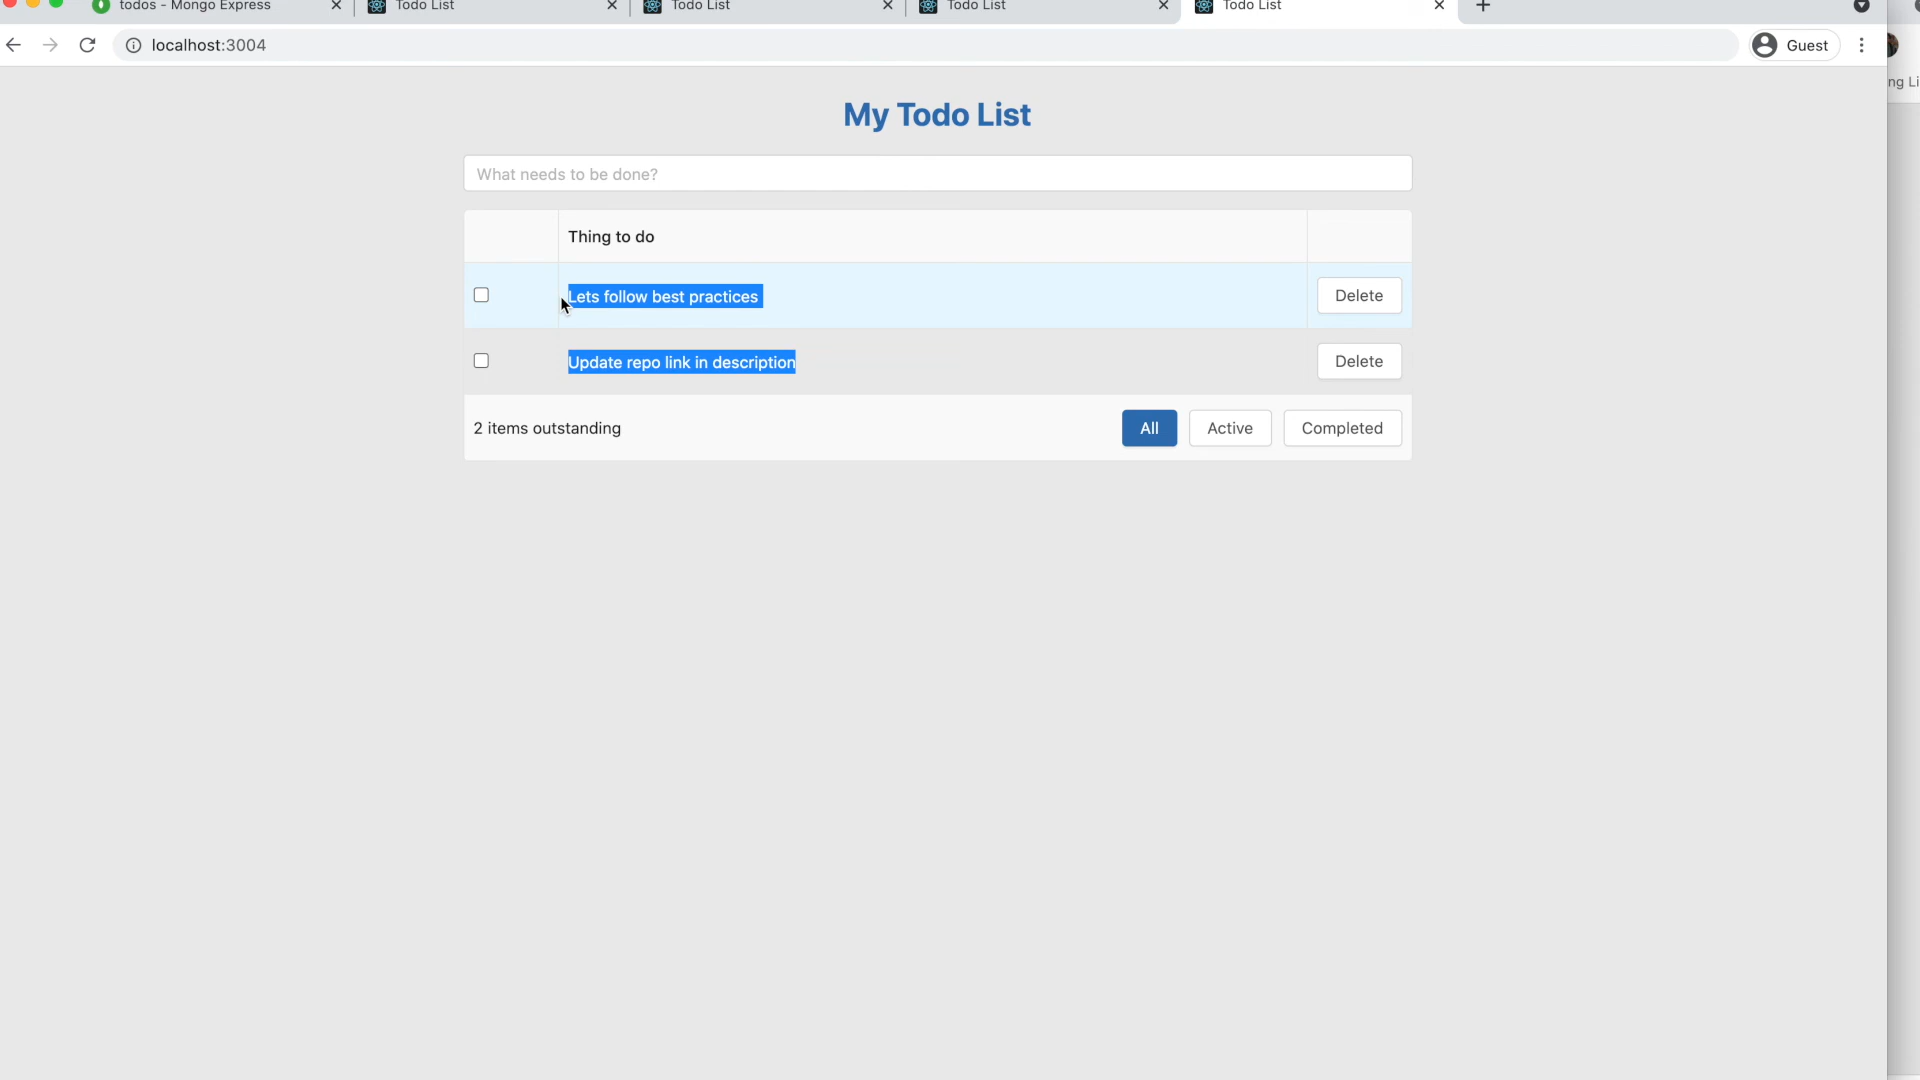 todos - Mongo Express
Todo List
Todo List
Todo List
Todo List
localhost:3004
Guest
ng Li
My Todo List
What needs to be done?
Thing to do
Lets follow best practices
Delete
Update repo link in description
Delete
2 items outstanding
All
Active
Completed